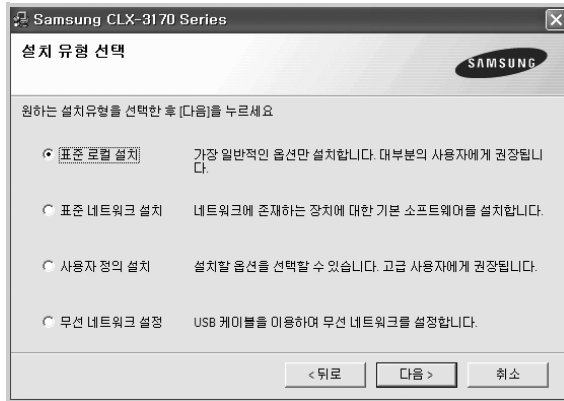 Samsung CLX-3170 Series
설치 유형 선택
SAMSUNG
원하는 설치유형을 선택한 후 [다음]을 누르세요
표준 로컬 설치
가장 일반적인 옵션만 설치합니다. 대부분의 사용자에게 권장됩니
다.
표준 네트워크 설치
네트워크에 존재하는 장치에 대한 기본 소프트웨어를 설치합니다.
사용자 정의 설치
설치할 옵션을 선택할 수 있습니다. 고급 사용자에게 권장됩니다.
무선 네트워크 설정
USB 케이블을 이용하여 무선 네트워크를 설정합니다.
< 뒤로
다음 >
취소